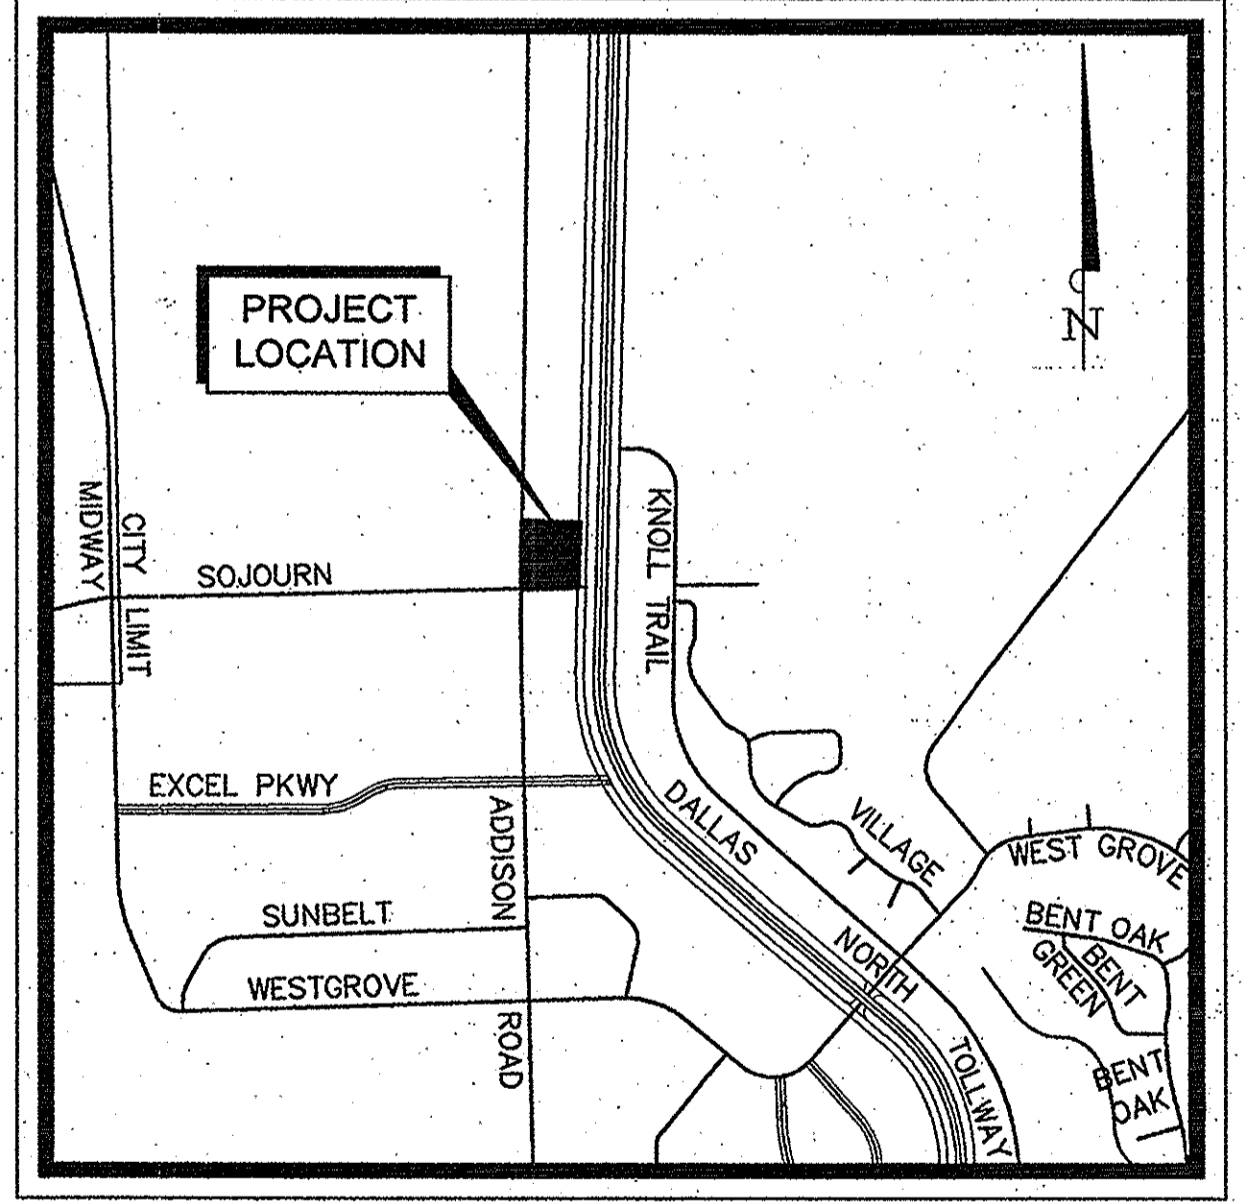 PROJECT
LOCATION
N
MIDWAY
CITY LIMIT
SOJOURN
KNOLL TRAIL
EXCEL PKWY
ADDISON ROAD
DALLAS NORTH TOLLWAY
VILLAGE
WEST GROVE
SUNBELT
BENT OAK
BENT
GREEN
WESTGROVE
BENT
OAK